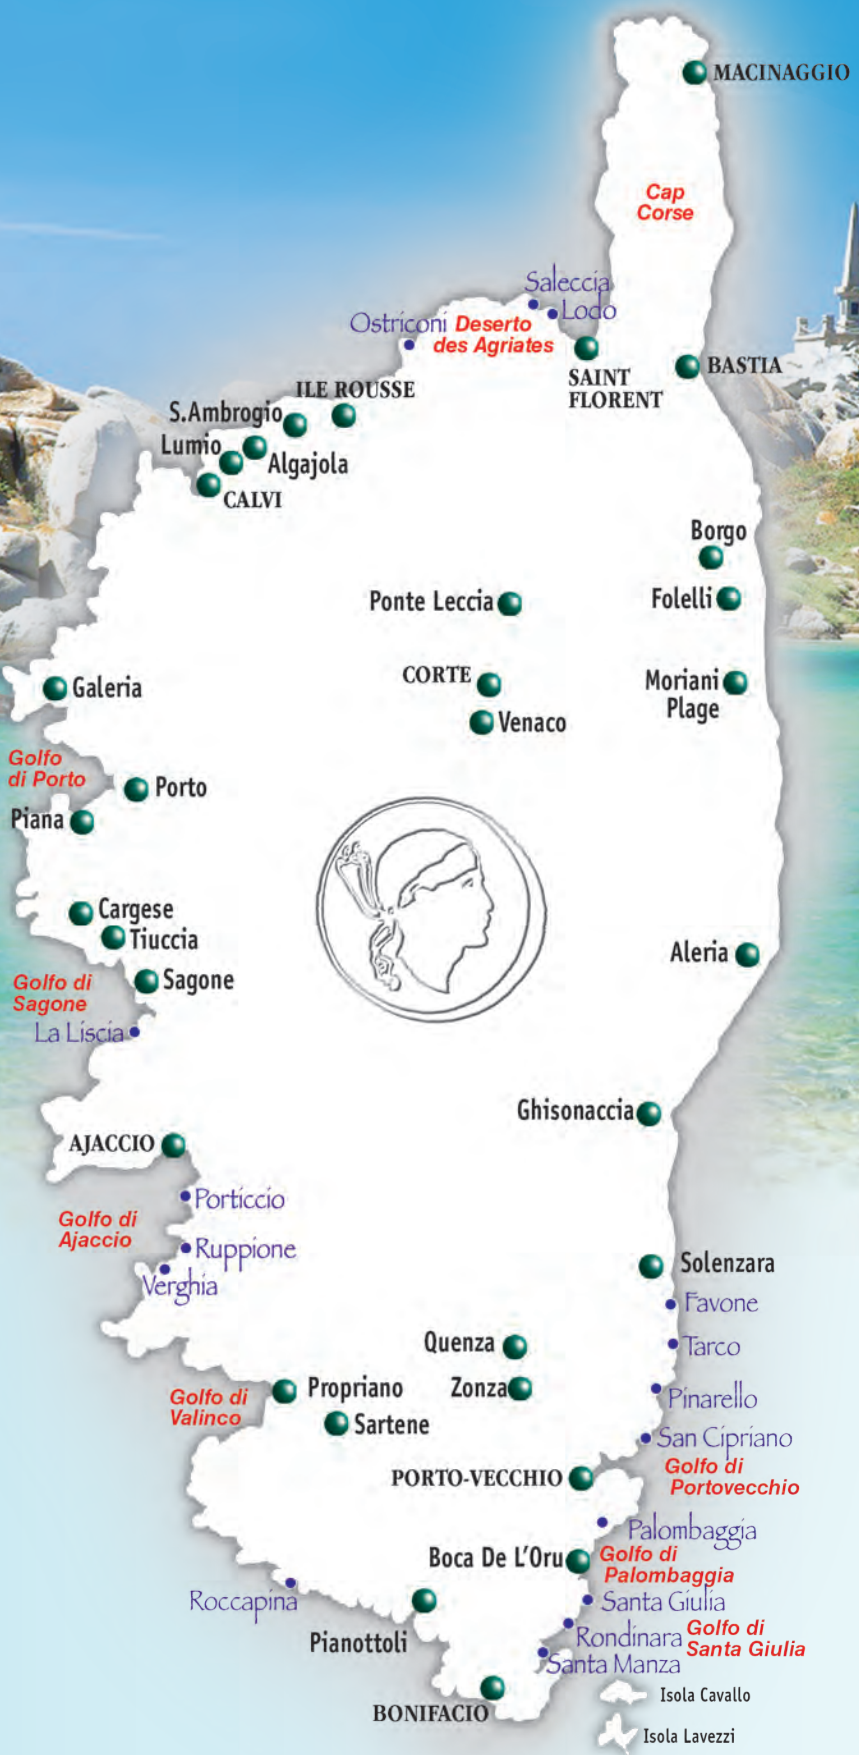 MACINAGGIO
Cap
Corse
Saleccia
Lodo
Ostriconi
Deserto
des Agriates
SAINT
FLORENT
BASTIA
ILE ROUSSE
S.Ambrogio
Lumio
Algajola
CALVI
Borgo
Ponte Leccia
Folelli
CORTE
Moriani
Plage
Galeria
Venaco
Golfo
di Porto
Porto
Piana
Cargese
Tiuccia
Aleria
Golfo di
Sagone
Sagone
La Liscia
Ghisonaccia
AJACCIO
Porticcio
Golfo di
Ajaccio
Ruppione
Verghia
Solenzara
Favone
Quenza
Tarco
Propriano
Zonza
Golfo di
Valinco
Pinarello
Sartene
San Cipriano
PORTO-VECCHIO
Golfo di
Portovecchio
Palombaggia
Boca De L'Oru
Golfo di
Palombaggia
Roccapina
Santa Giulia
Pianottoli
Rondinara
Golfo di
Santa Giulia
Santa Manza
BONIFACIO
Isola Cavallo
Isola Lavezzi